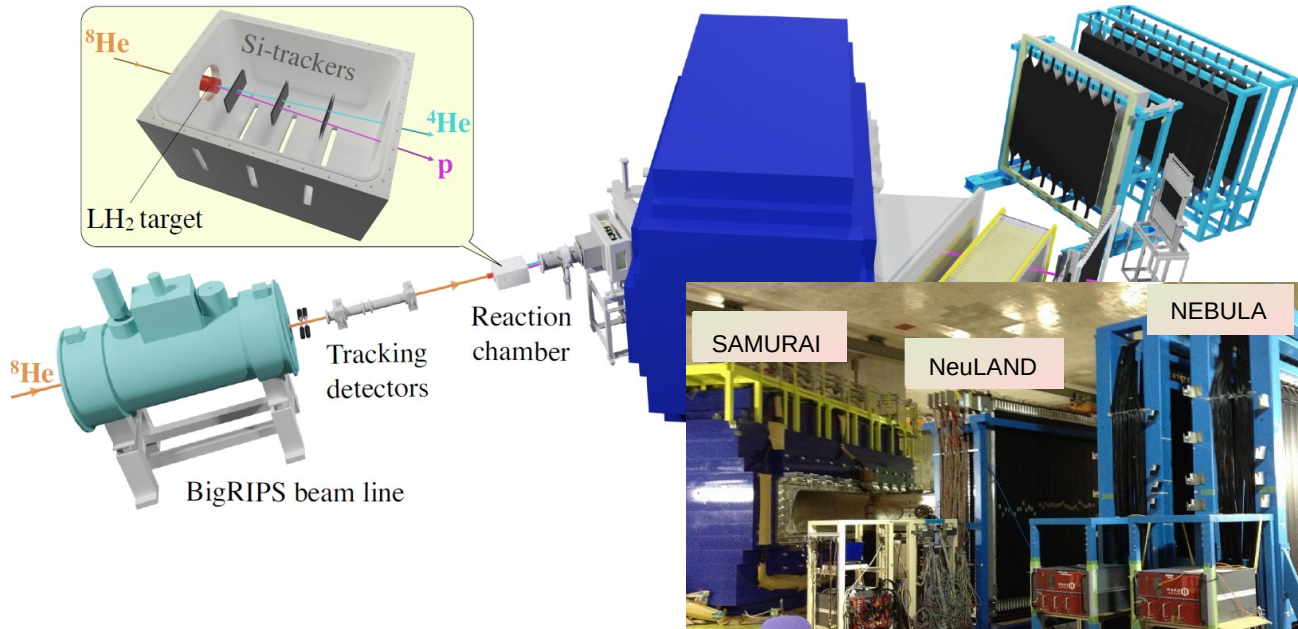 ⁸He
Si-trackers
⁴He
p
LH₂ target
Reaction
chamber
Tracking
detectors
⁸He
BigRIPS beam line
SAMURAI
NeuLAND
NEBULA